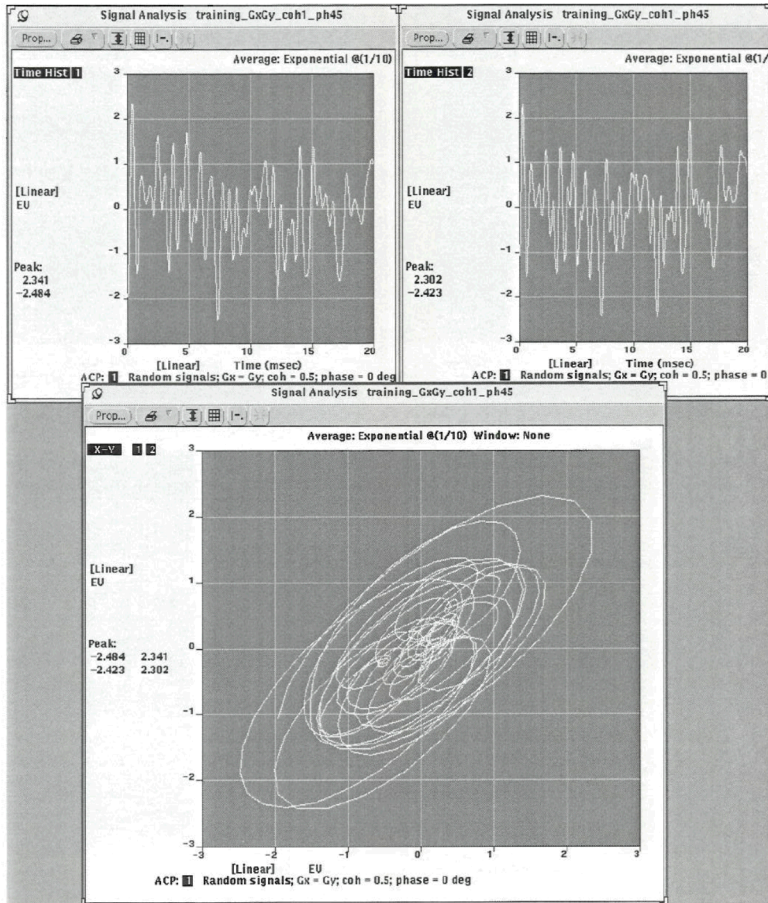 Signal Analysis training_GxGy_coh1_ph45
Prop...
Average: Exponential @(1/10)
Time Hist 1
3
2
1
[Linear]
0
EU
-1
Peak:
2.341
-2
-2.484
-3
0 5 10 15 20
[Linear] Time (msec)
ACP: 1 Random signals; Gx = Gy; coh = 0.5; phase = 0 deg
Signal Analysis training_GxGy_coh1_ph45
Prop...
Average: Exponential @(1/
Time Hist 2
3
2
1
[Linear]
0
EU
-1
Peak:
2.302
-2
-2.423
-3
0 5 10 15 20
[Linear] Time (msec)
ACP: 1 Random signals; Gx = Gy; coh = 0.5; phase = 0
Signal Analysis training_GxGy_coh1_ph45
Prop...
Average: Exponential @(1/10) Window: None
X-Y 1 2
3
2
[Linear]
EU
1
Peak:
-2.484 2.341
0
-2.423 2.302
-1
-2
-3
-3 -2 -1 0 1 2 3
[Linear] EU
ACP: 1 Random signals; Gx = Gy; coh = 0.5; phase = 0 deg